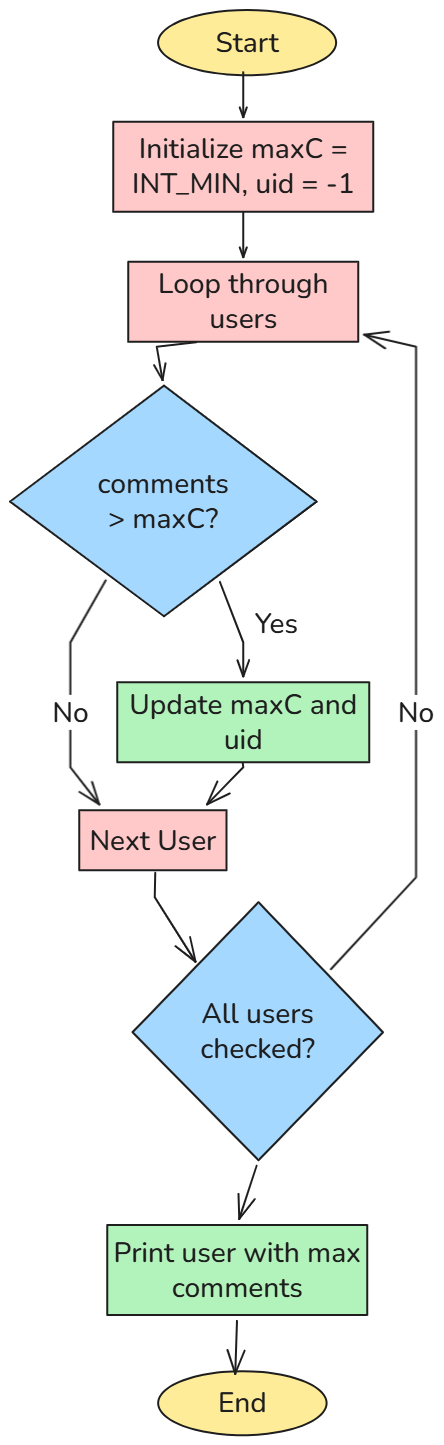 Start
Initialize maxC =
INT_MIN, uid = -1
Loop through
users
comments
> maxC?
Yes
Update maxC and
uid
No
No
Next User
All users
checked?
Print user with max
comments
End